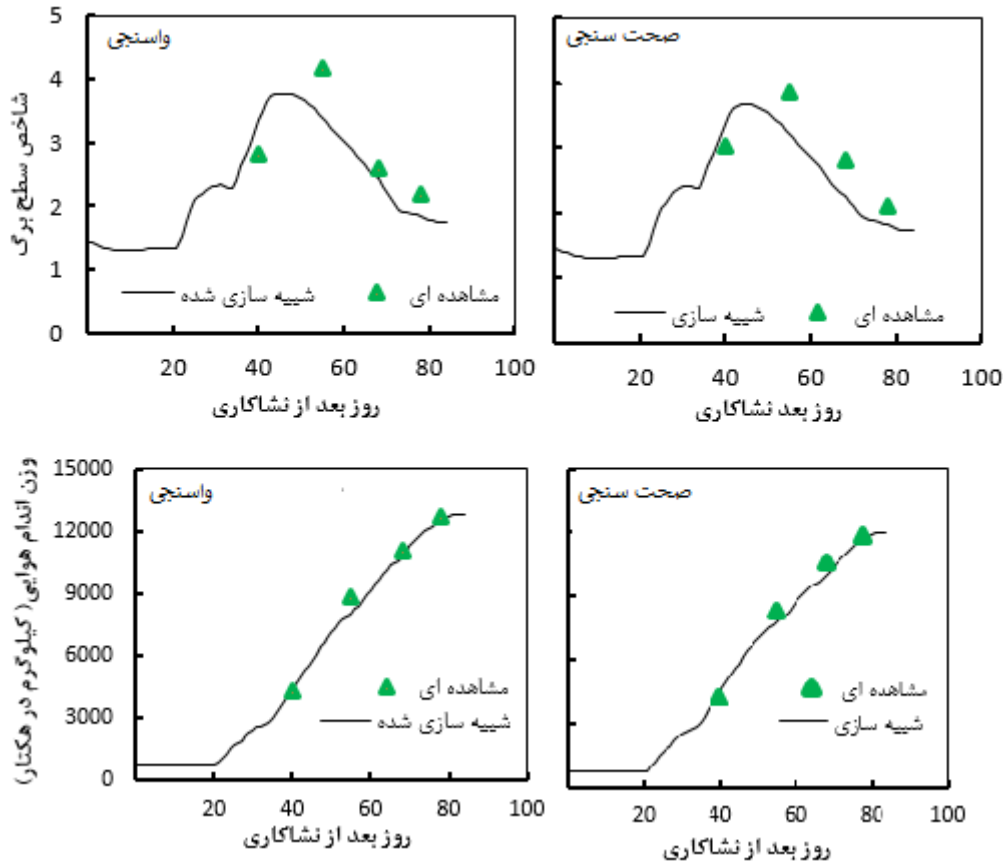 واسنجی
شاخص سطح برگ
5
4
3
2
1
0
شبیه سازی شده
مشاهده ای
20 40 60 80 100
روز بعد از نشاکاری
صحت سنجی
شبیه سازی
مشاهده ای
20 40 60 80 100
روز بعد نشاکاری
واسنجی
وزن اندام هوایی( کیلوگرم در هکتار)
15000
12000
9000
6000
3000
0
مشاهده ای
شبیه سازی شده
0 20 40 60 80 100
روز بعد از نشاکاری
صحت سنجی
مشاهده ای
شبیه سازی
0 20 40 60 80 100
روز بعد از نشاکاری